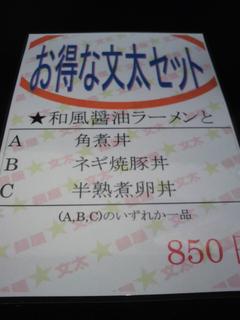 お得な文太セット
★和風醤油ラーメンと
A 角煮丼
B ネギ焼豚丼
C 半熟煮卵丼
(A,B,C)のいずれか一品
850円